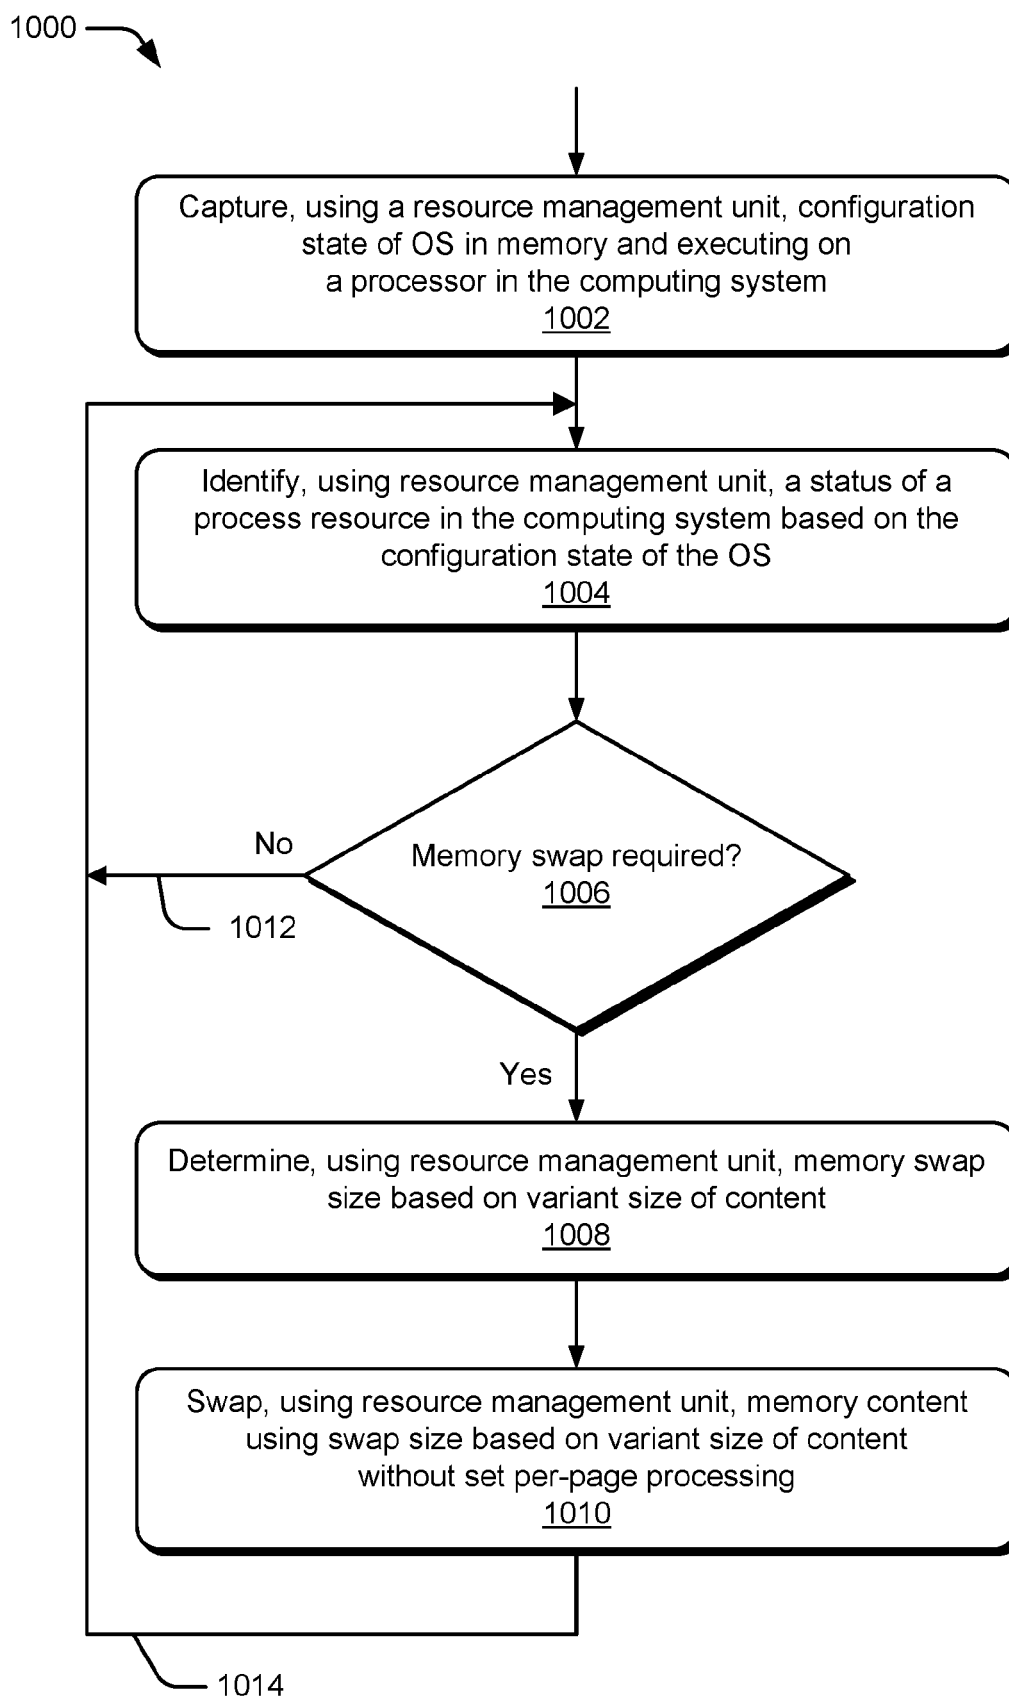 1000
Capture, using a resource management unit, configuration
state of OS in memory and executing on
a processor in the computing system
1002
Identify, using resource management unit, a status of a
process resource in the computing system based on the
configuration state of the OS
1004
No
Memory swap required?
1006
1012
Yes
Determine, using resource management unit, memory swap
size based on variant size of content
1008
Swap, using resource management unit, memory content
using swap size based on variant size of content
without set per-page processing
1010
1014